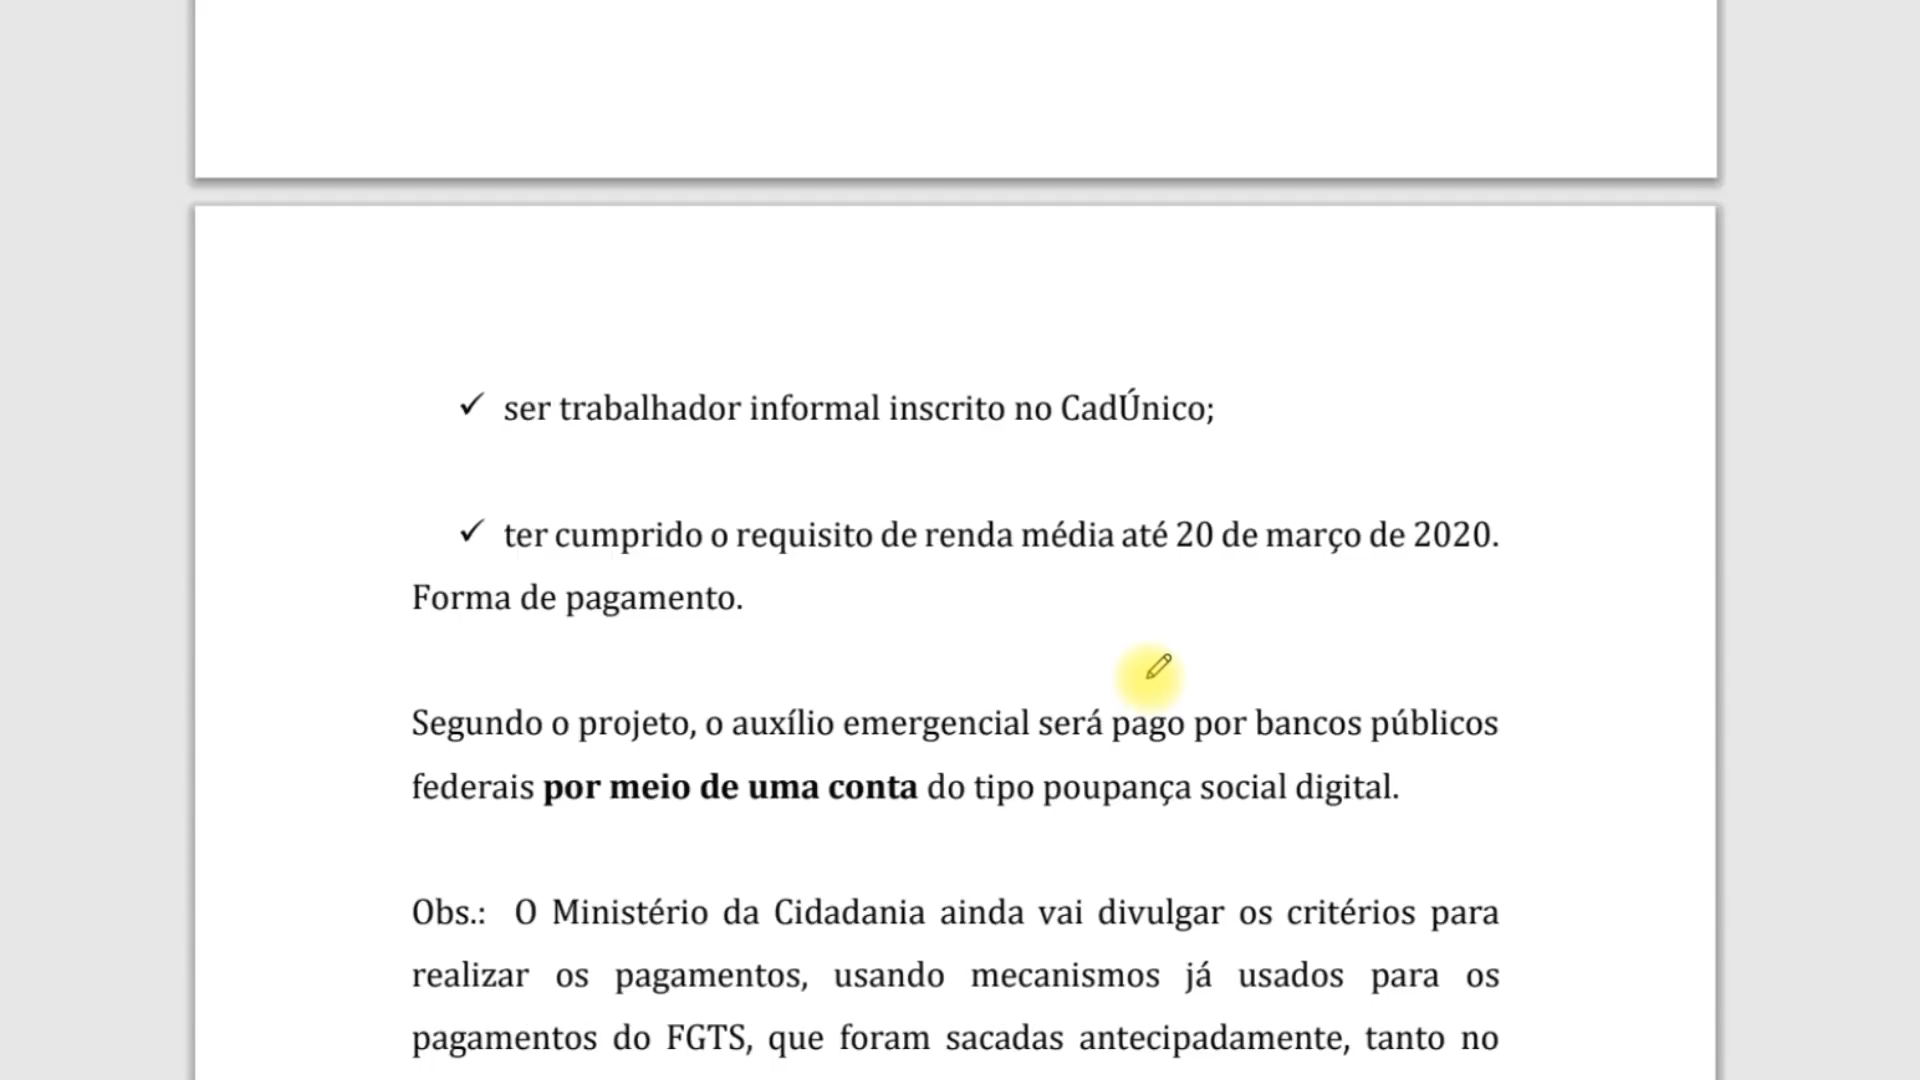 ✓ ser trabalhador informal inscrito no CadÚnico;
✓ ter cumprido o requisito de renda média até 20 de março de 2020.
Forma de pagamento.
Segundo o projeto, o auxílio emergencial será pago por bancos públicos
federais por meio de uma conta do tipo poupança social digital.
Obs.: O Ministério da Cidadania ainda vai divulgar os critérios para
realizar os pagamentos, usando mecanismos já usados para os
pagamentos do FGTS, que foram sacadas antecipadamente, tanto no